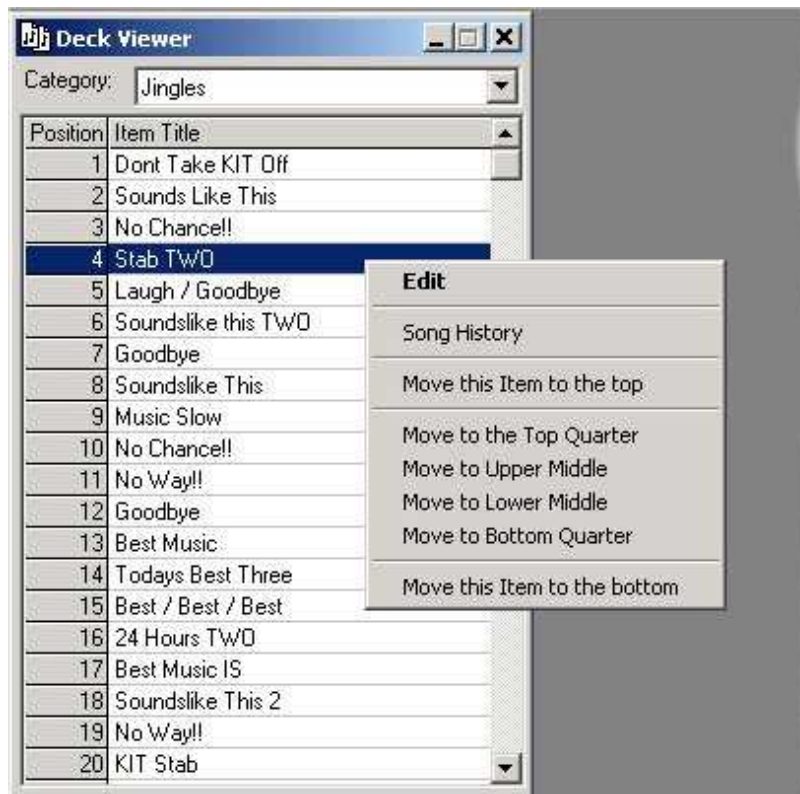 Deck Viewer
Category: Jingles
Position Item Title
1 Dont Take KIT Off
2 Sounds Like This
3 No Chance!!
4 Stab TWO
5 Laugh / Goodbye
6 Soundslike this TWO
7 Goodbye
8 Soundslike This
9 Music Slow
10 No Chance!!
11 No Way!!
12 Goodbye
13 Best Music
14 Todays Best Three
15 Best / Best / Best
16 24 Hours TWO
17 Best Music IS
18 Soundslike This 2
19 No Way!!
20 KIT Stab
Edit
Song History
Move this Item to the top
Move to the Top Quarter
Move to Upper Middle
Move to Lower Middle
Move to Bottom Quarter
Move this Item to the bottom